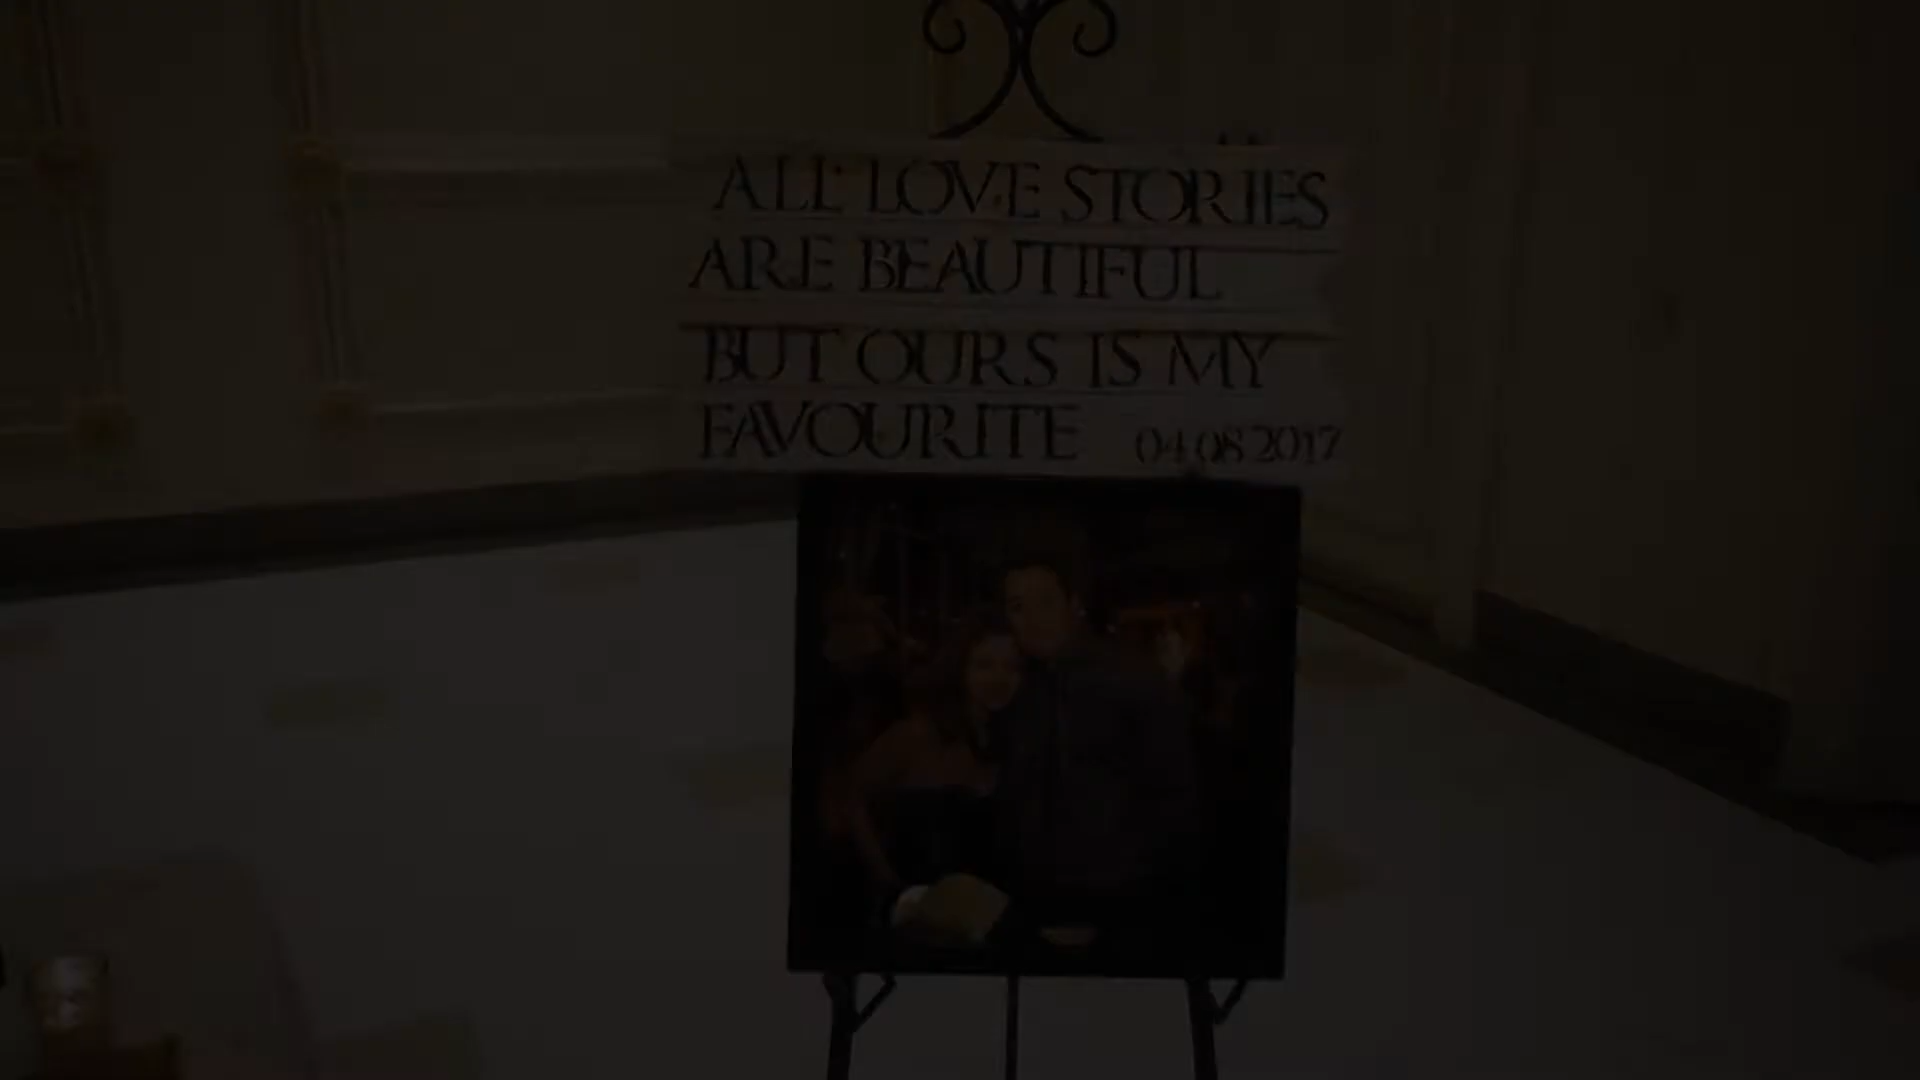 ALL LOVE STORIES
ARE BEAUTIFUL
BUT OURS IS MY
FAVOURITE 04 08 2017